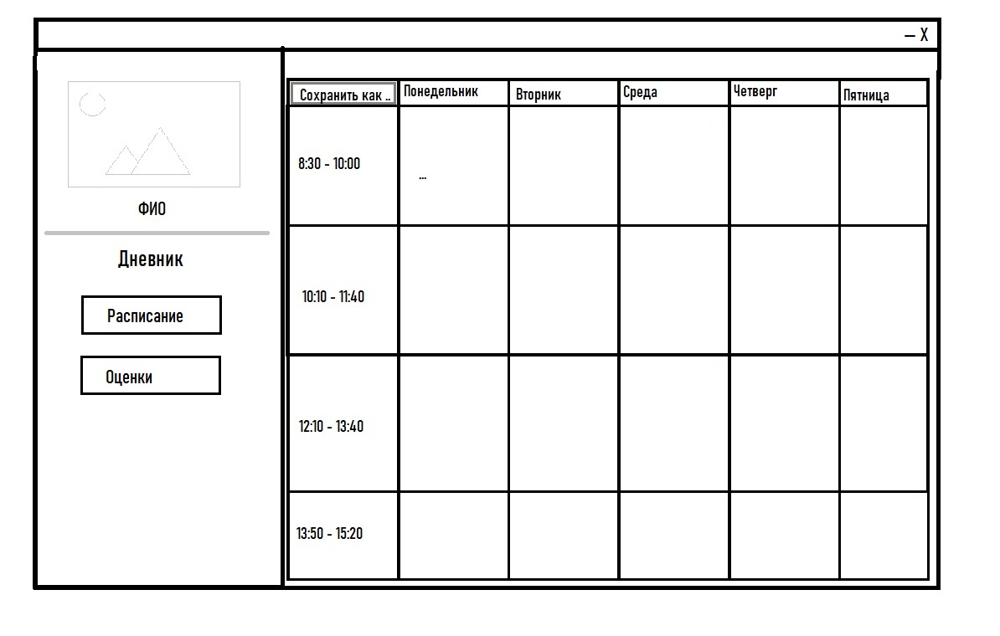 – X
ФИО
Дневник
Расписание
Оценки
Сохранить как .. Понедельник Вторник Среда Четверг Пятница
8:30 - 10:00 ...
10:10 - 11:40
12:10 - 13:40
13:50 - 15:20